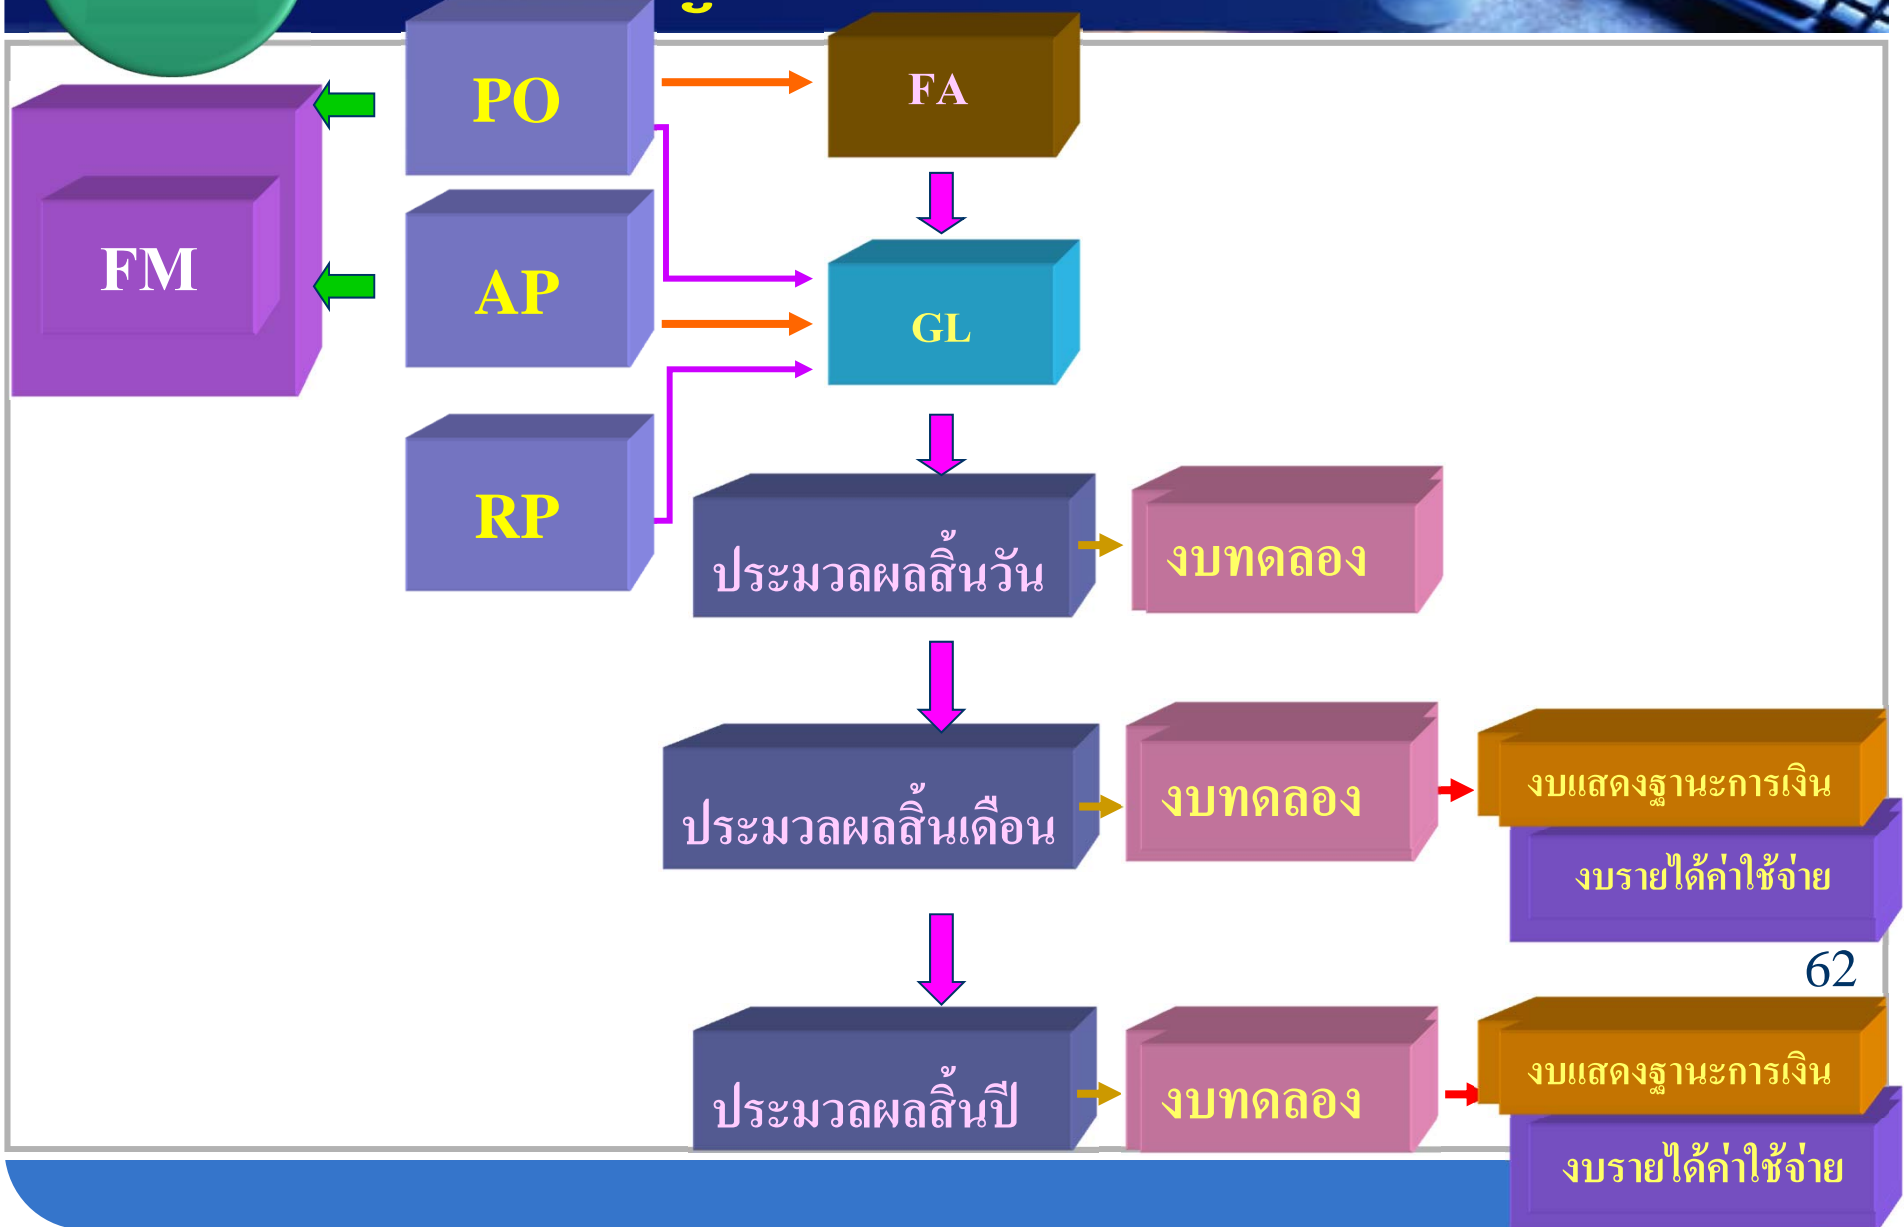 PO
FA
FM
AP
GL
RP
ประมวลผลสิ้นวัน
งบทดลอง
ประมวลผลสิ้นเดือน
งบทดลอง
งบแสดงฐานะการเงิน
งบรายได้ค่าใช้จ่าย
62
ประมวลผลสิ้นปี
งบทดลอง
งบแสดงฐานะการเงิน
งบรายได้ค่าใช้จ่าย